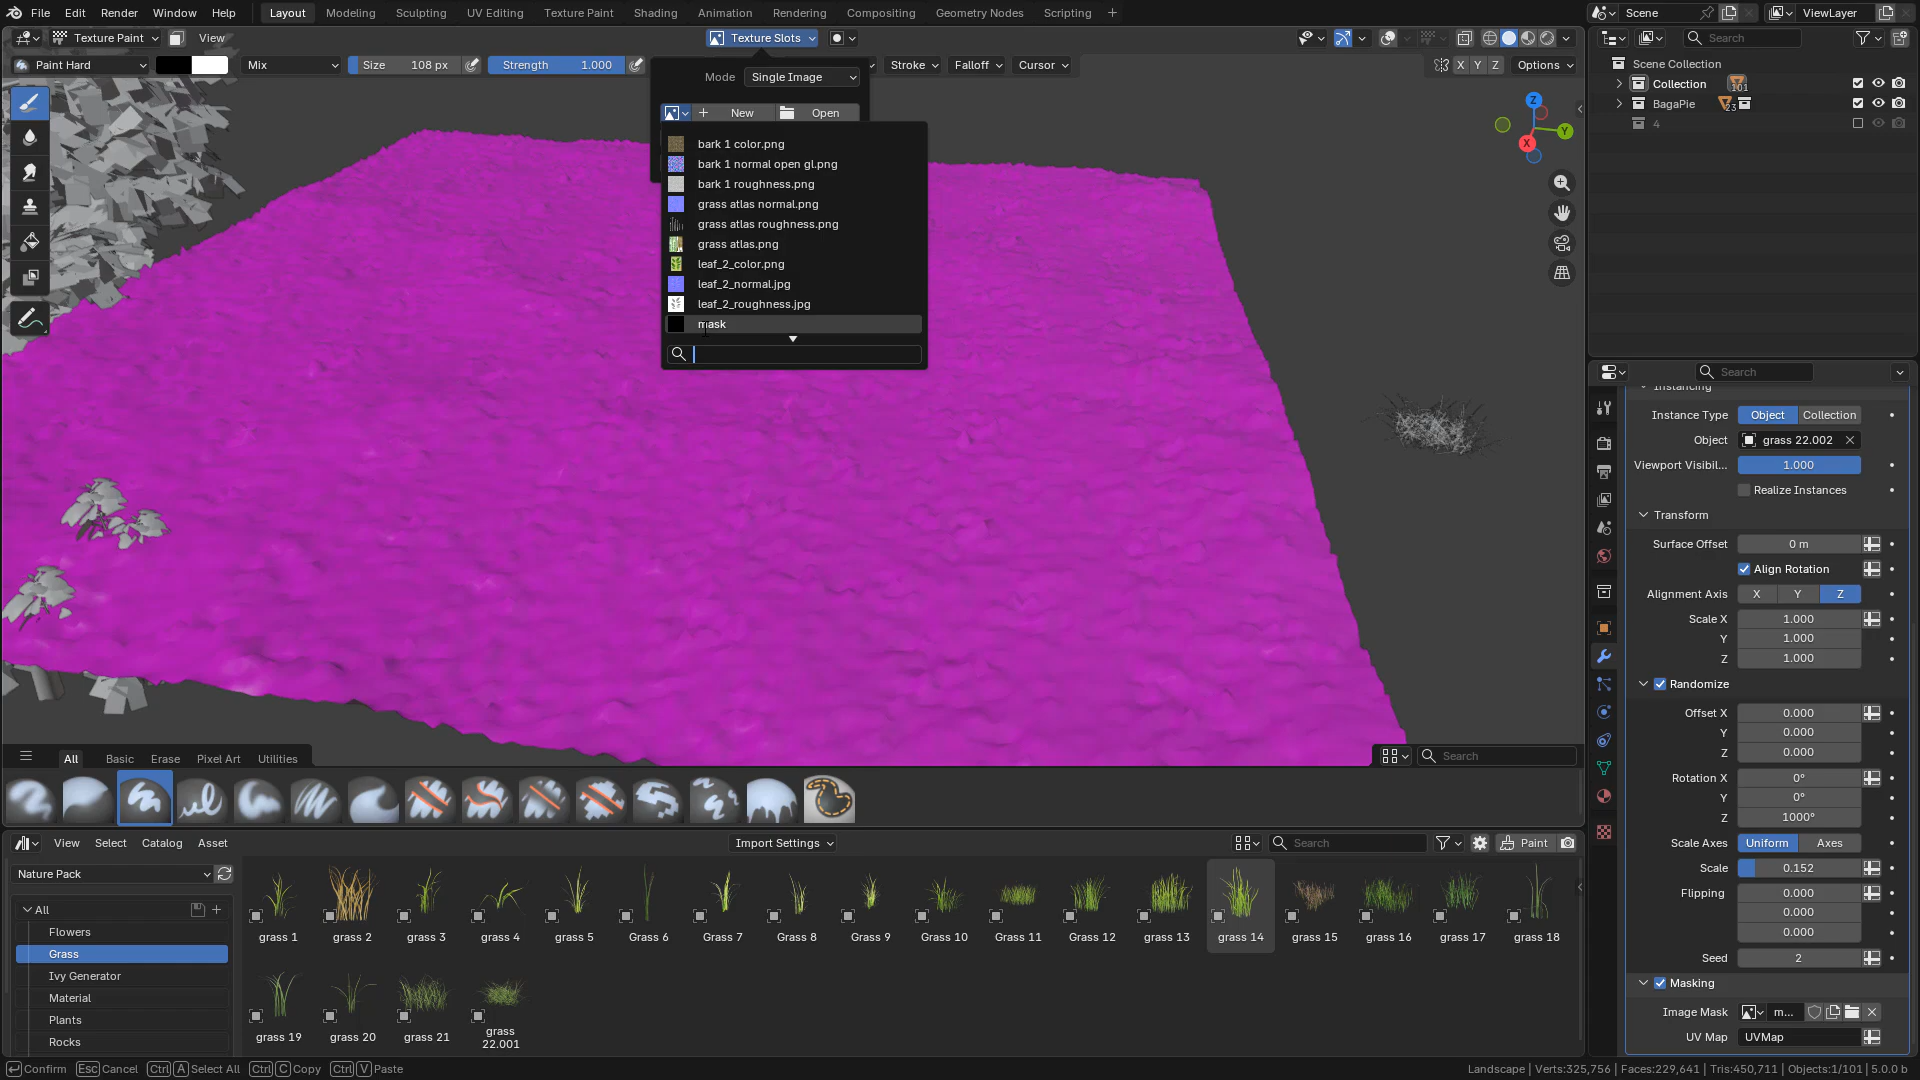 File Edit Render Window Help Layout Modeling Sculpting UV Editing Texture Paint Shading Animation Rendering Compositing Geometry Nodes Scripting Scene ViewLayer
Texture Paint View Texture Slots Search
Paint Hard Mix Size 108 px Strength 1.000 Stroke Falloff Cursor X Y Z Options
Mode Single Image
New Open
bark 1 color.png
bark 1 normal open gl.png
bark 1 roughness.png
grass atlas normal.png
grass atlas roughness.png
grass atlas.png
leaf_2_color.png
leaf_2_normal.jpg
leaf_2_roughness.jpg
mask
Z
Y
X
Scene Collection
Collection 101
BagaPie 23
4
Search
Instancing
Instance Type Object Collection
Object grass 22.002
Viewport Visibil... 1.000
Realize Instances
Transform
Surface Offset 0 m
Align Rotation
Alignment Axis X Y Z
Scale X 1.000
Y 1.000
Z 1.000
Randomize
Offset X 0.000
Y 0.000
Z 0.000
Rotation X 0°
Y 0°
Z 1000°
Scale Axes Uniform Axes
Scale 0.152
Flipping 0.000
0.000
0.000
Seed 2
Masking
Image Mask m...
UV Map UVMap
All Basic Erase Pixel Art Utilities Search
View Select Catalog Asset Import Settings Search Paint
Nature Pack
All
Flowers
Grass
Ivy Generator
Material
Plants
Rocks
grass 1 grass 2 grass 3 grass 4 grass 5 Grass 6 Grass 7 Grass 8 Grass 9 Grass 10 Grass 11 Grass 12 grass 13 grass 14 grass 15 grass 16 grass 17 grass 18
grass 19 grass 20 grass 21 grass
22.001
Confirm Esc Cancel Ctrl A Select All Ctrl C Copy Ctrl V Paste Landscape | Verts:325,756 | Faces:229,641 | Tris:450,711 | Objects:1/101 | 5.0.0 b